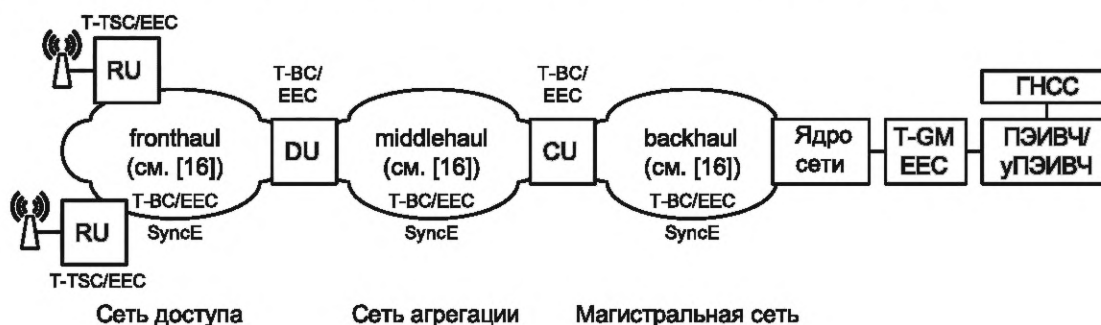 T-TSC/EEC
RU
T-BC/
EEC
T-BC/
EEC
ГНСС
fronthaul
(см. [16])
DU
middlehaul
(см. [16])
CU
backhaul
(см. [16])
Ядро
сети
T-GM
EEC
ПЭИВЧ/
уПЭИВЧ
T-BC/EEC
T-BC/EEC
T-BC/EEC
RU
SyncE
SyncE
SyncE
T-TSC/EEC
Сеть доступа
Сеть агрегации
Магистральная сеть